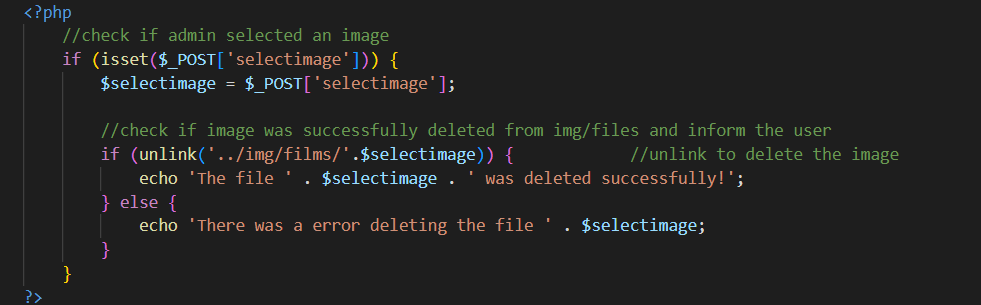 <?php
//check if admin selected an image
if (isset($_POST['selectimage'])) {
$selectimage = $_POST['selectimage'];
//check if image was successfully deleted from img/files and inform the user
if (unlink('../img/films/'.$selectimage)) { //unlink to delete the image
echo 'The file ' . $selectimage . ' was deleted successfully!';
} else {
echo 'There was a error deleting the file ' . $selectimage;
}
}
?>